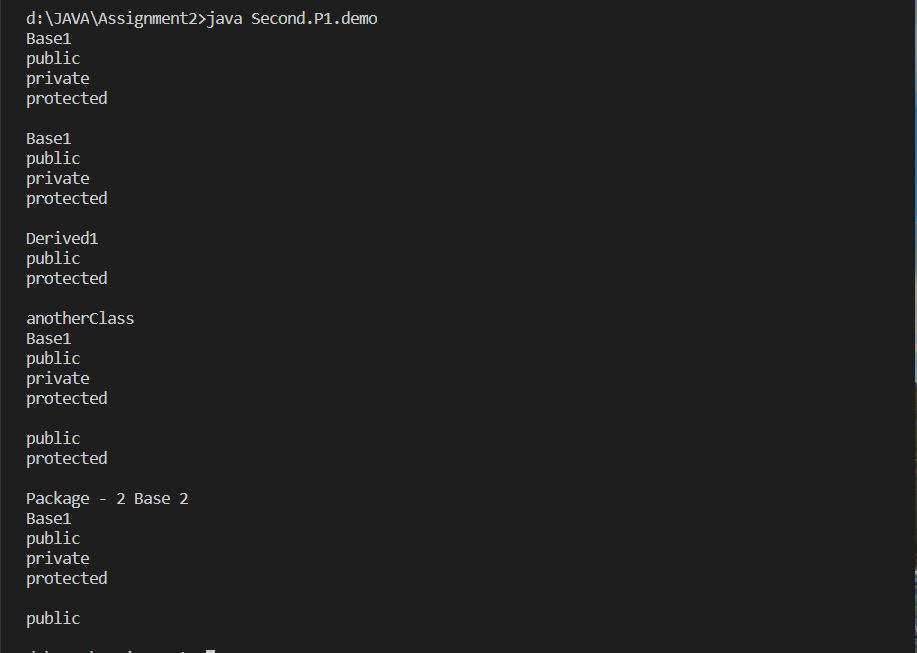 d:\JAVA\Assignment2>java Second.P1.demo
Base1
public
private
protected
Base1
public
private
protected
Derived1
public
protected
anotherClass
Base1
public
private
protected
public
protected
Package - 2 Base 2
Base1
public
private
protected
public